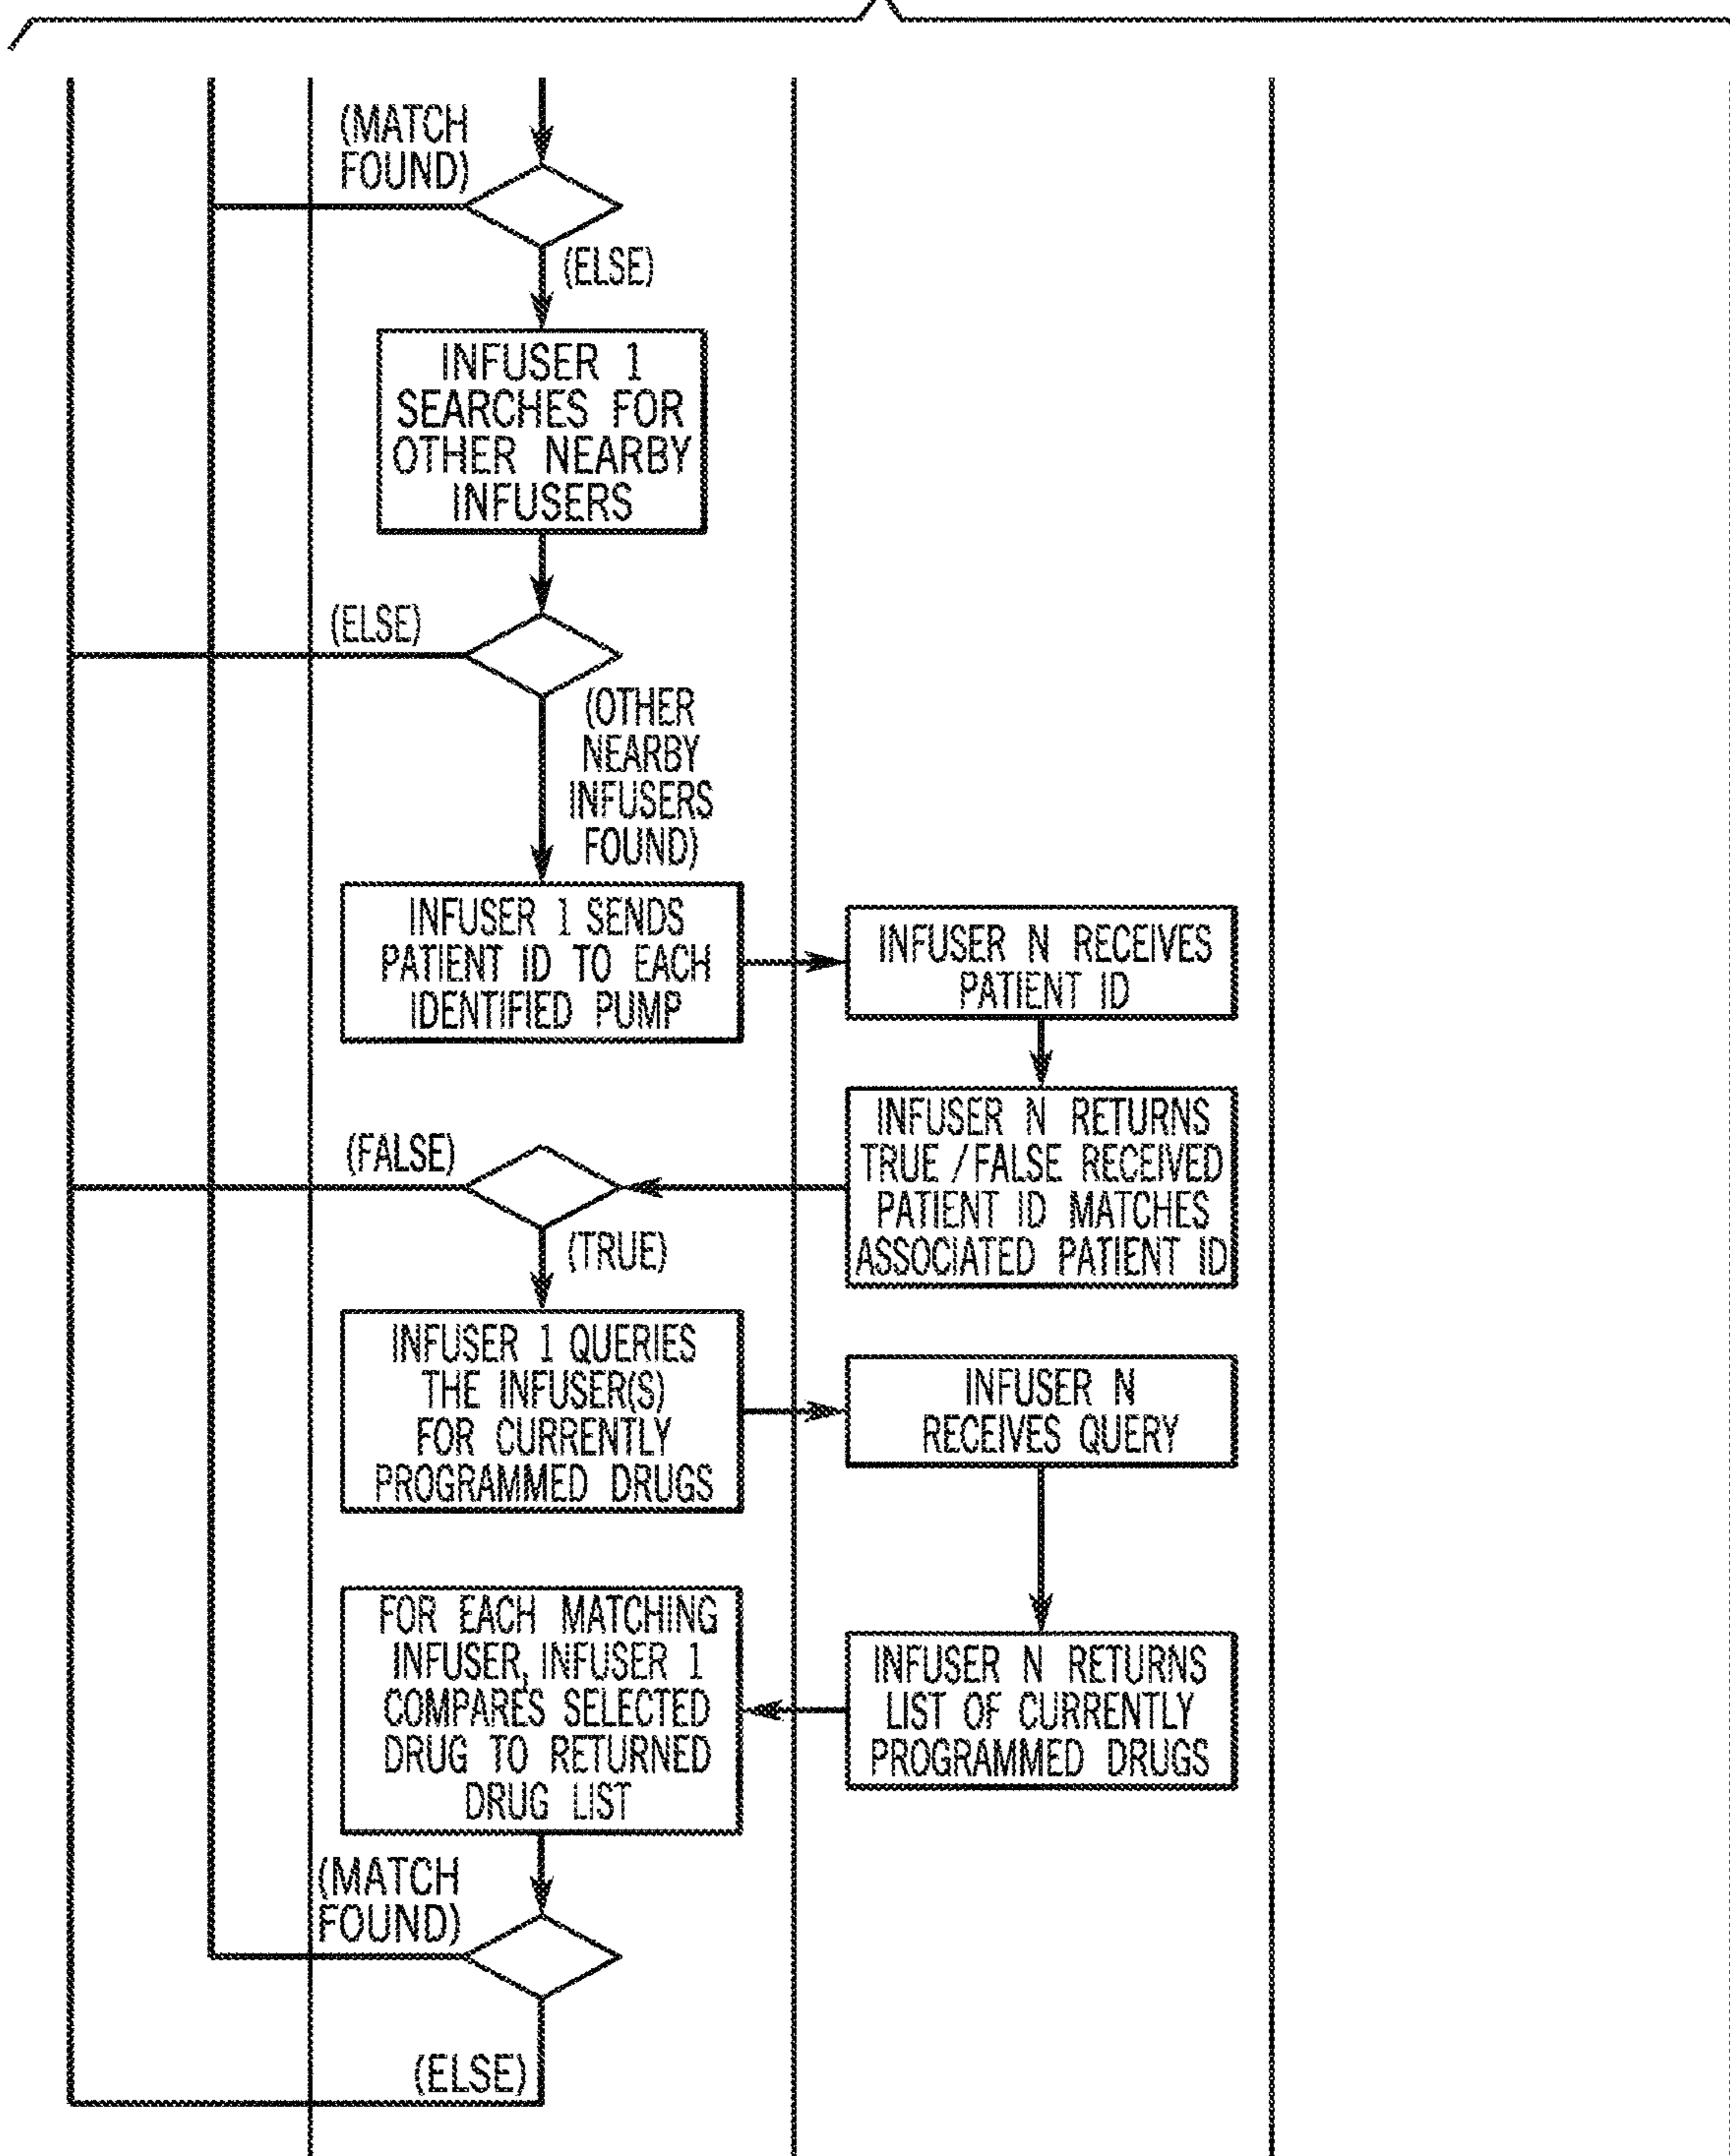 (MATCH
FOUND)
(ELSE)
INFUSER 1
SEARCHES FOR
OTHER NEARBY
INFUSERS
(ELSE)
(OTHER
NEARBY
INFUSERS
FOUND)
INFUSER 1 SENDS
PATIENT ID TO EACH
IDENTIFIED PUMP
INFUSER N RECEIVES
PATIENT ID
INFUSER N RETURNS
TRUE/FALSE RECEIVED
PATIENT ID MATCHES
ASSOCIATED PATIENT ID
(FALSE)
(TRUE)
INFUSER 1 QUERIES
THE INFUSER(S)
FOR CURRENTLY
PROGRAMMED DRUGS
INFUSER N
RECEIVES QUERY
INFUSER N RETURNS
LIST OF CURRENTLY
PROGRAMMED DRUGS
FOR EACH MATCHING
INFUSER, INFUSER 1
COMPARES SELECTED
DRUG TO RETURNED
DRUG LIST
(MATCH
FOUND)
(ELSE)